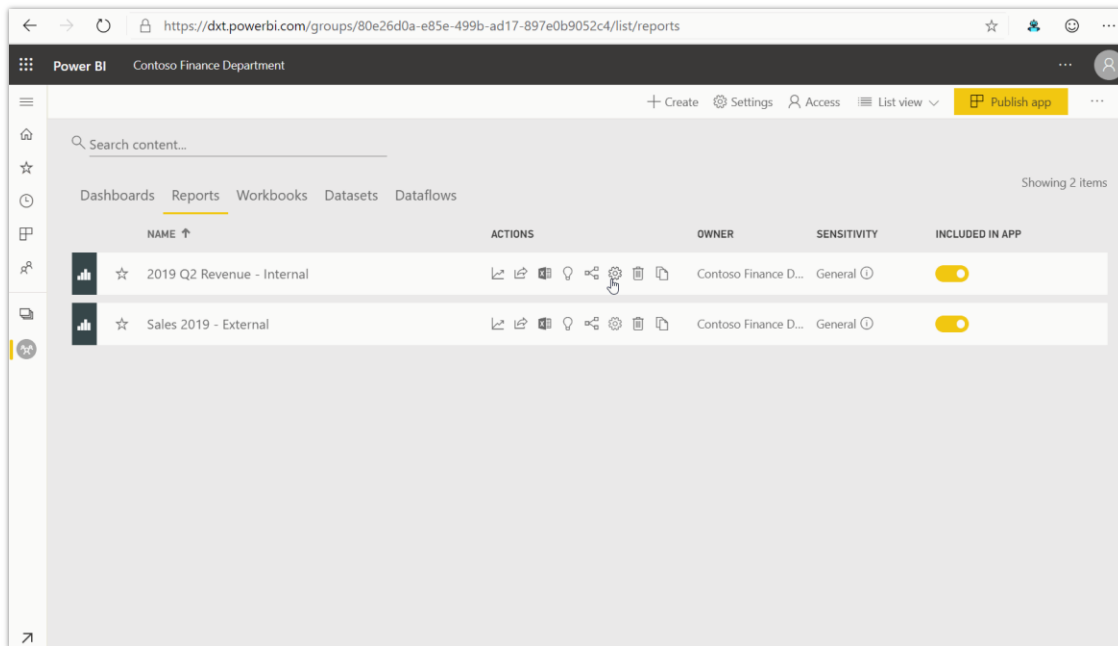 https://dxt.powerbi.com/groups/80e26d0a-e85e-499b-ad17-897e0b9052c4/list/reports
Power BI Contoso Finance Department
Create Settings Access List view Publish app
Search content...
Showing 2 items
Dashboards Reports Workbooks Datasets Dataflows
NAME ACTIONS OWNER SENSITIVITY INCLUDED IN APP
2019 Q2 Revenue - Internal Contoso Finance D... General
Sales 2019 - External Contoso Finance D... General